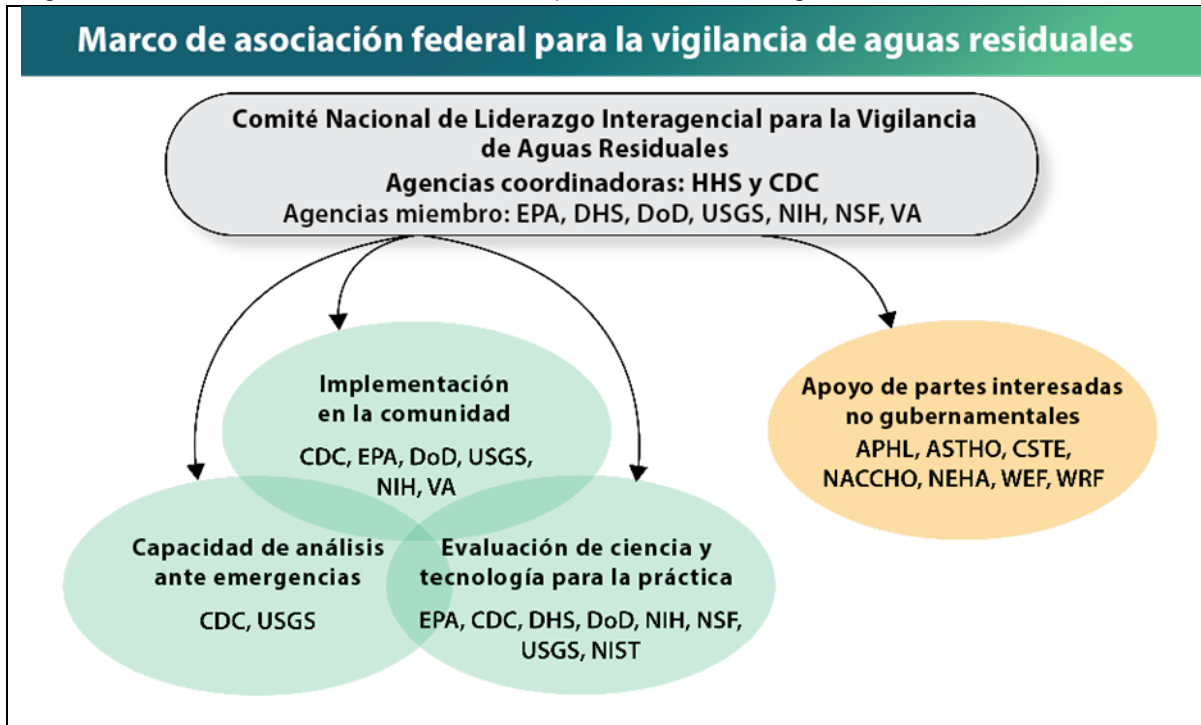 Marco de asociación federal para la vigilancia de aguas residuales
Comité Nacional de Liderazgo Interagencial para la Vigilancia
de Aguas Residuales
Agencias coordinadoras: HHS y CDC
Agencias miembro: EPA, DHS, DoD, USGS, NIH, NSF, VA
Implementación
en la comunidad
CDC, EPA, DoD, USGS,
NIH, VA
Apoyo de partes interesadas
no gubernamentales
APHL, ASTHO, CSTE,
NACCHO, NEHA, WEF, WRF
Capacidad de análisis
ante emergencias
CDC, USGS
Evaluación de ciencia y
tecnología para la práctica
EPA, CDC, DHS, DoD, NIH, NSF,
USGS, NIST